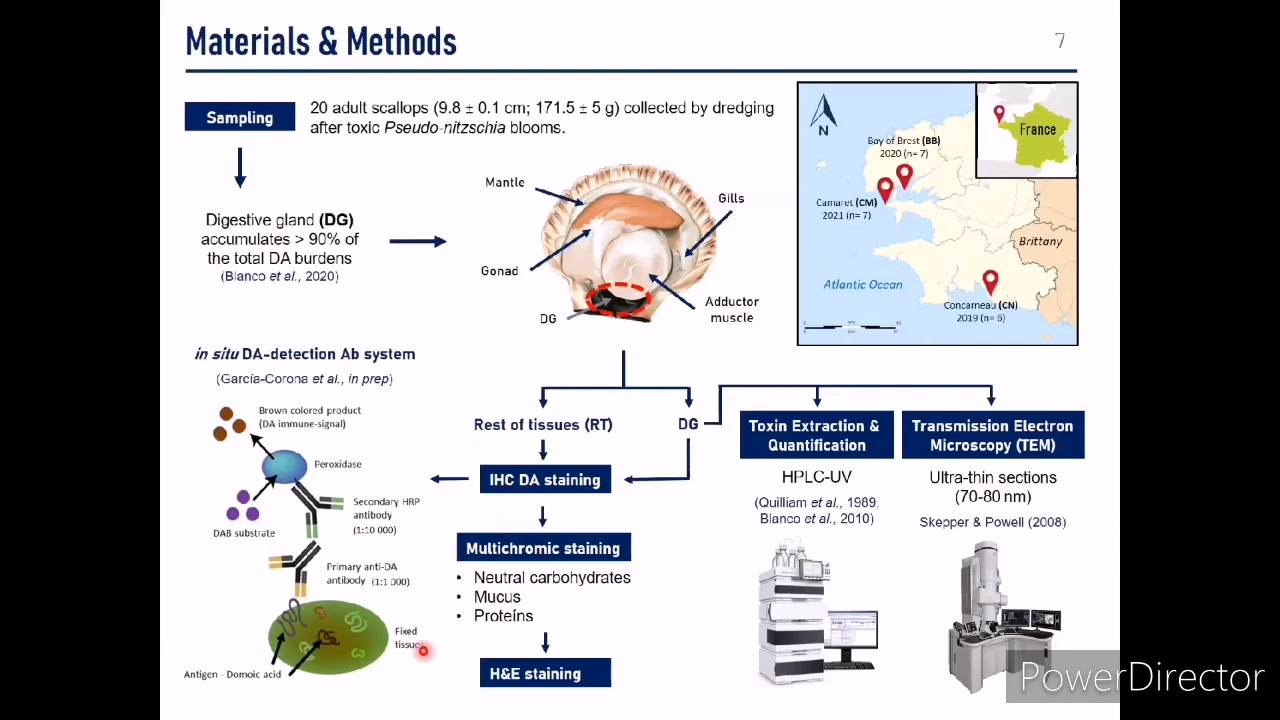 Materials & Methods
7
Sampling
20 adult scallops (9.8 ± 0.1 cm; 171.5 ± 5 g) collected by dredging
after toxic Pseudo-nitzschia blooms.
Digestive gland (DG)
accumulates > 90% of
the total DA burdens
(Blanco et al., 2020)
Mantle
Gills
Gonad
Adductor
muscle
DG
N
France
Bay of Brest (BB)
2020 (n= 7)
Camaret (CM)
2021 (n= 7)
Brittany
Atlantic Ocean
Concarneau (CN)
2019 (n= 6)
in situ DA-detection Ab system
(García-Corona et al., in prep)
Brown colored product
(DA immune-signal)
Peroxidase
Secondary HRP
antibody
(1:10 000)
DAB substrate
Primary anti-DA
antibody (1:1 000)
Fixed
tissues
Antigen - Domoic acid
Rest of tissues (RT)
DG
IHC DA staining
Multichromic staining
• Neutral carbohydrates
• Mucus
• Proteíns
H&E staining
Toxin Extraction &
Quantification
HPLC-UV
(Quilliam et al., 1989;
Blanco et al., 2010)
Transmission Electron
Microscopy (TEM)
Ultra-thin sections
(70-80 nm)
Skepper & Powell (2008)
PowerDirector